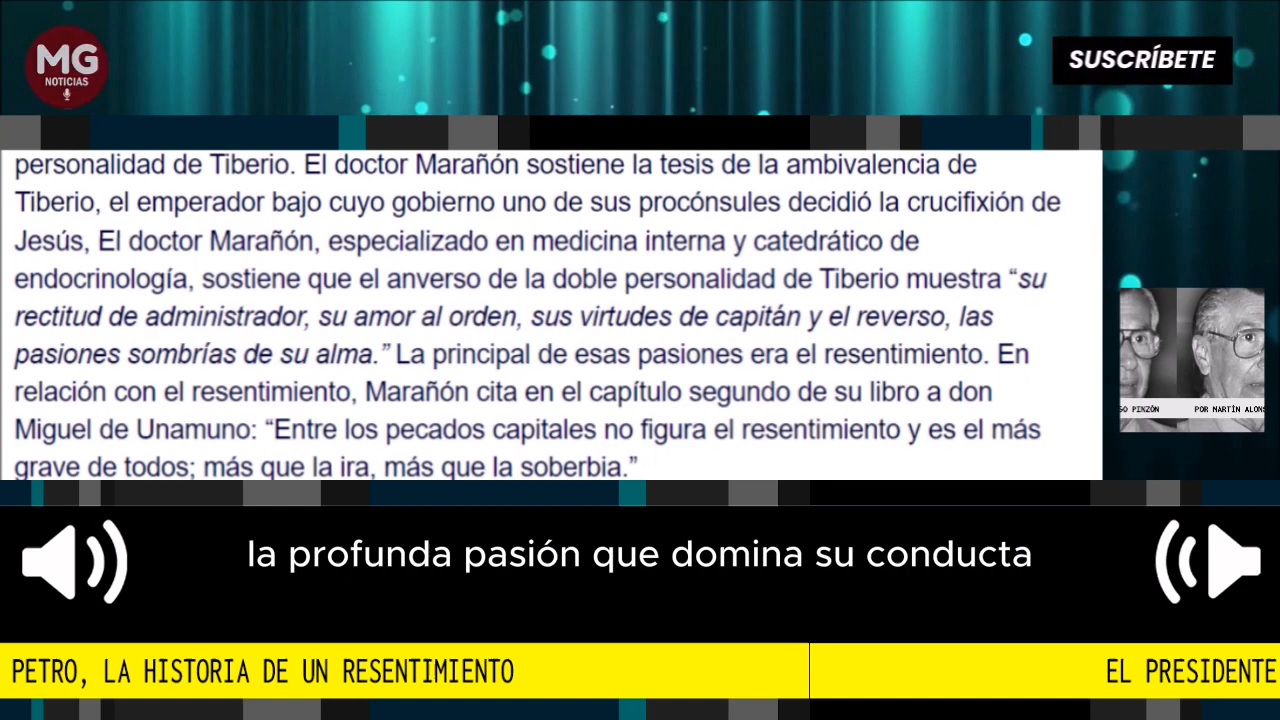 MG
NOTICIAS
SUSCRÍBETE
personalidad de Tiberio. El doctor Marañón sostiene la tesis de la ambivalencia de
Tiberio, el emperador bajo cuyo gobierno uno de sus procónsules decidió la crucifixión de
Jesús, El doctor Marañón, especializado en medicina interna y catedrático de
endocrinología, sostiene que el anverso de la doble personalidad de Tiberio muestra “su
rectitud de administrador, su amor al orden, sus virtudes de capitán y el reverso, las
pasiones sombrías de su alma.” La principal de esas pasiones era el resentimiento. En
relación con el resentimiento, Marañón cita en el capítulo segundo de su libro a don
Miguel de Unamuno: “Entre los pecados capitales no figura el resentimiento y es el más
grave de todos; más que la ira, más que la soberbia.”
GO PINZÓN
POR MARTÍN ALONS
la profunda pasión que domina su conducta
PETRO, LA HISTORIA DE UN RESENTIMIENTO
EL PRESIDENTE